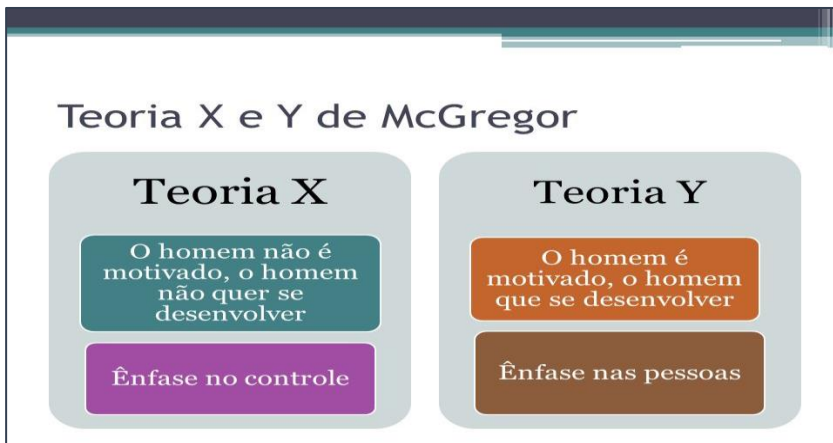 Teoria X e Y de McGregor
Teoria X
O homem não é
motivado, o homem
não quer se
desenvolver
Ênfase no controle
Teoria Y
O homem é
motivado, o homem
que se desenvolver
Ênfase nas pessoas